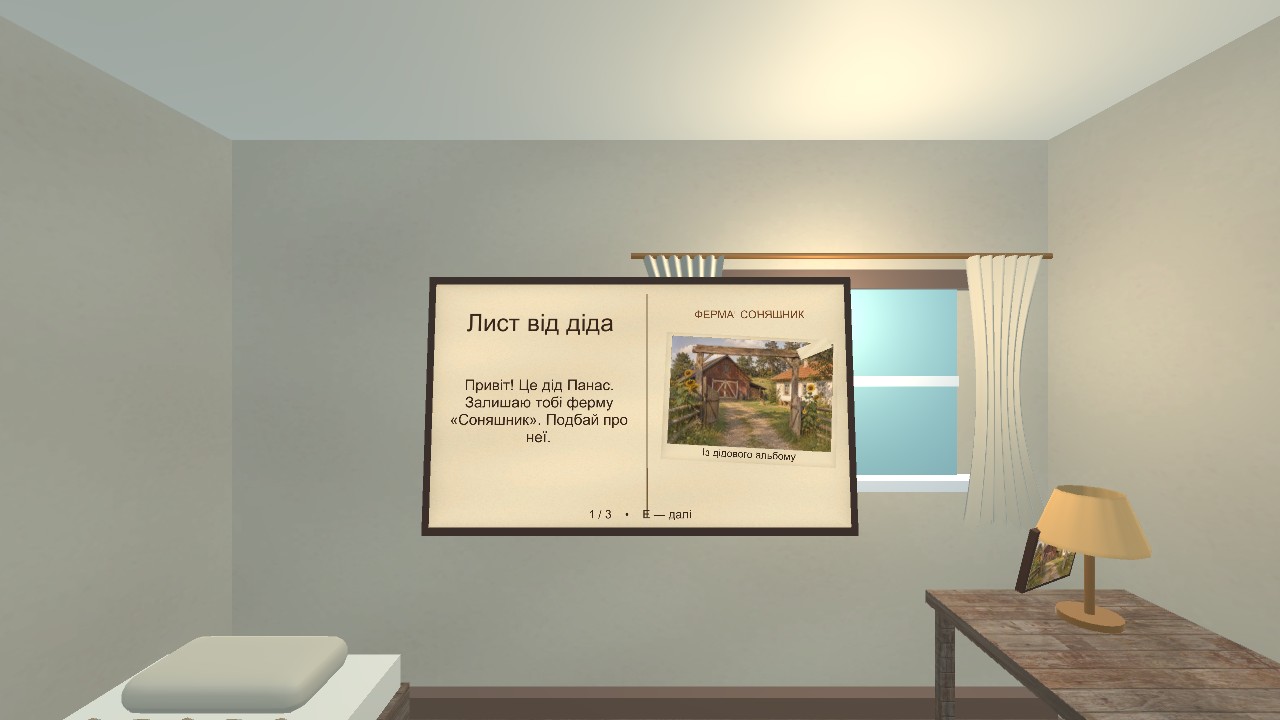 Лист від діда
Привіт! Це дід Панас.
Залишаю тобі ферму
«Соняшник». Подбай про
неї.
ФЕРМА СОНЯШНИК
Із дідового альбому
1 / 3 • E — далі